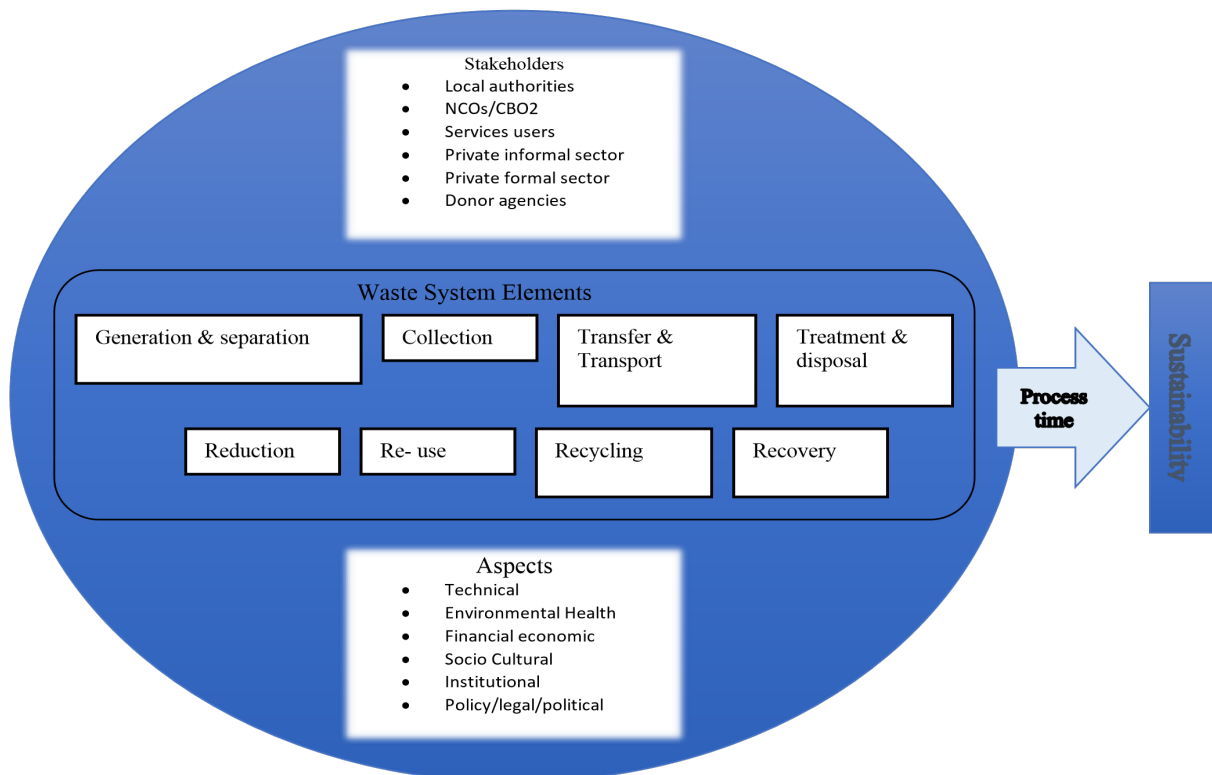 Stakeholders
• Local authorities
• NCOs/CBO2
• Services users
• Private informal sector
• Private formal sector
• Donor agencies
Waste System Elements
Generation & separation
Collection
Transfer &
Transport
Treatment &
disposal
Reduction
Re- use
Recycling
Recovery
Aspects
• Technical
• Environmental Health
• Financial economic
• Socio Cultural
• Institutional
• Policy/legal/political
Process
time
Sustainability